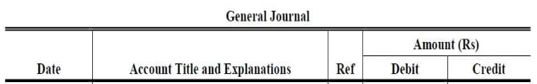 General Journal
Amount (Rs)
Date Account Title and Explanations Ref Debit Credit